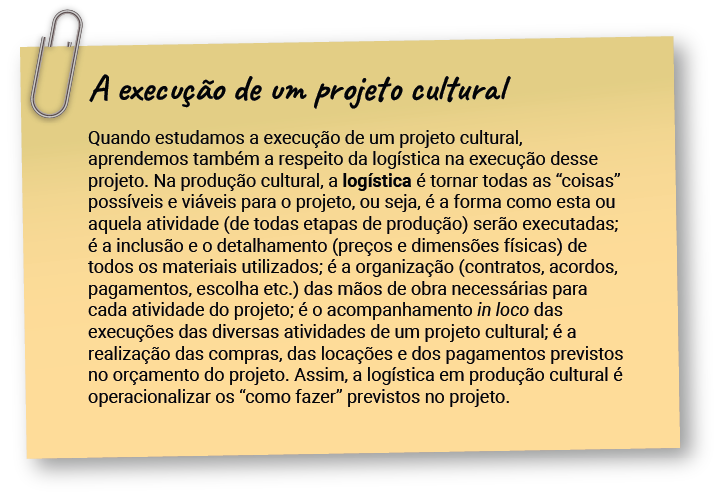 A execução de um projeto cultural
Quando estudamos a execução de um projeto cultural,
aprendemos também a respeito da logística na execução desse
projeto. Na produção cultural, a logística é tornar todas as “coisas”
possíveis e viáveis para o projeto, ou seja, é a forma como esta ou
aquela atividade (de todas etapas de produção) serão executadas;
é a inclusão e o detalhamento (preços e dimensões físicas) de
todos os materiais utilizados; é a organização (contratos, acordos,
pagamentos, escolha etc.) das mãos de obra necessárias para
cada atividade do projeto; é o acompanhamento in loco das
execuções das diversas atividades de um projeto cultural; é a
realização das compras, das locações e dos pagamentos previstos
no orçamento do projeto. Assim, a logística em produção cultural é
operacionalizar os “como fazer” previstos no projeto.